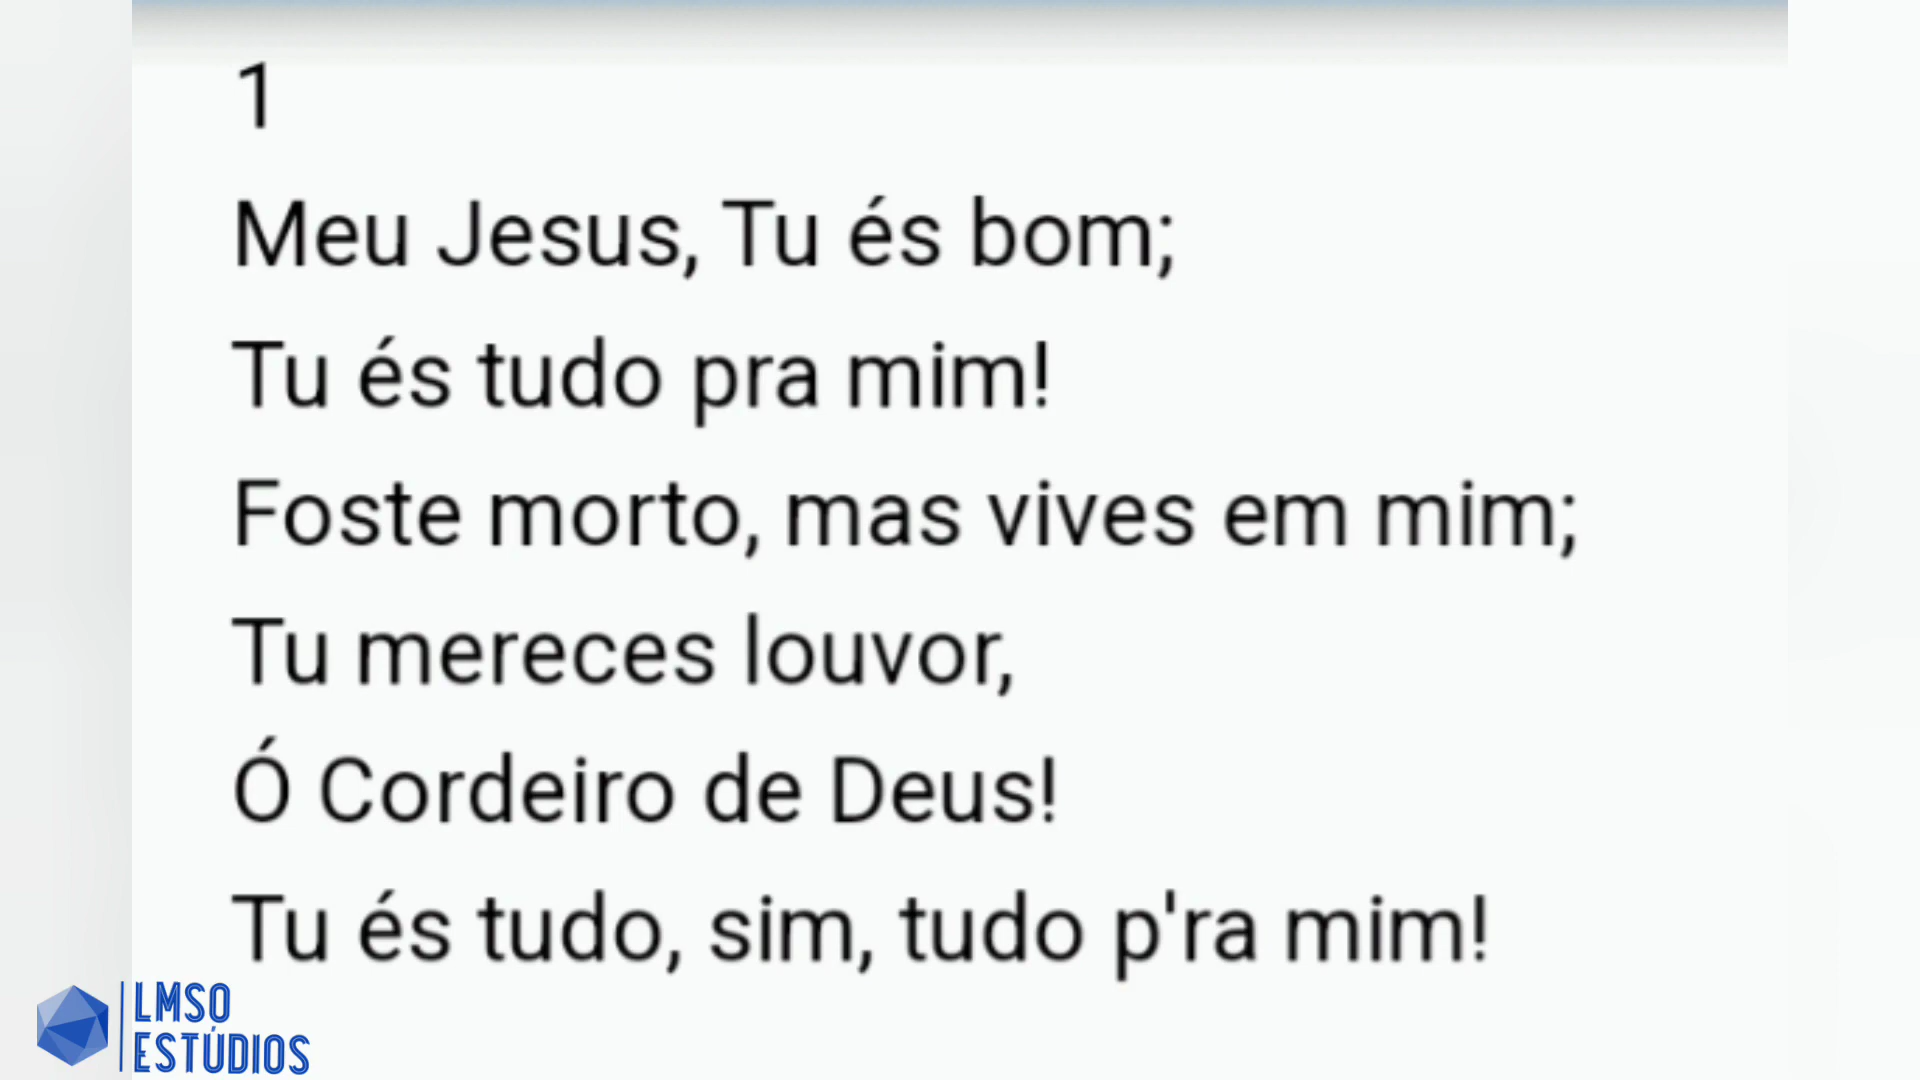 1
Meu Jesus, Tu és bom;
Tu és tudo pra mim!
Foste morto, mas vives em mim;
Tu mereces louvor,
Ó Cordeiro de Deus!
Tu és tudo, sim, tudo p'ra mim!
LMSO
ESTÚDIOS